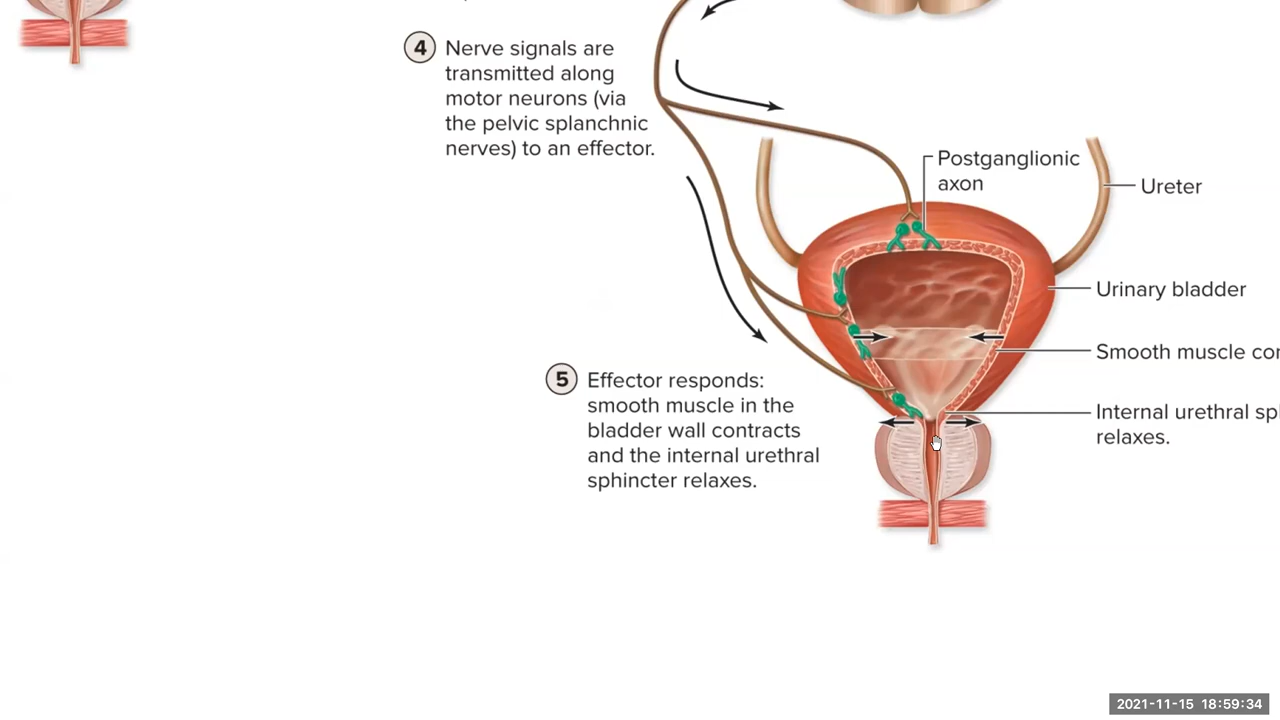 4 Nerve signals are
transmitted along
motor neurons (via
the pelvic splanchnic
nerves) to an effector.
Postganglionic
axon
Ureter
Urinary bladder
Smooth muscle
5 Effector responds:
smooth muscle in the
bladder wall contracts
and the internal urethral
sphincter relaxes.
Internal urethral
relaxes.
2021-11-15 18:59:34